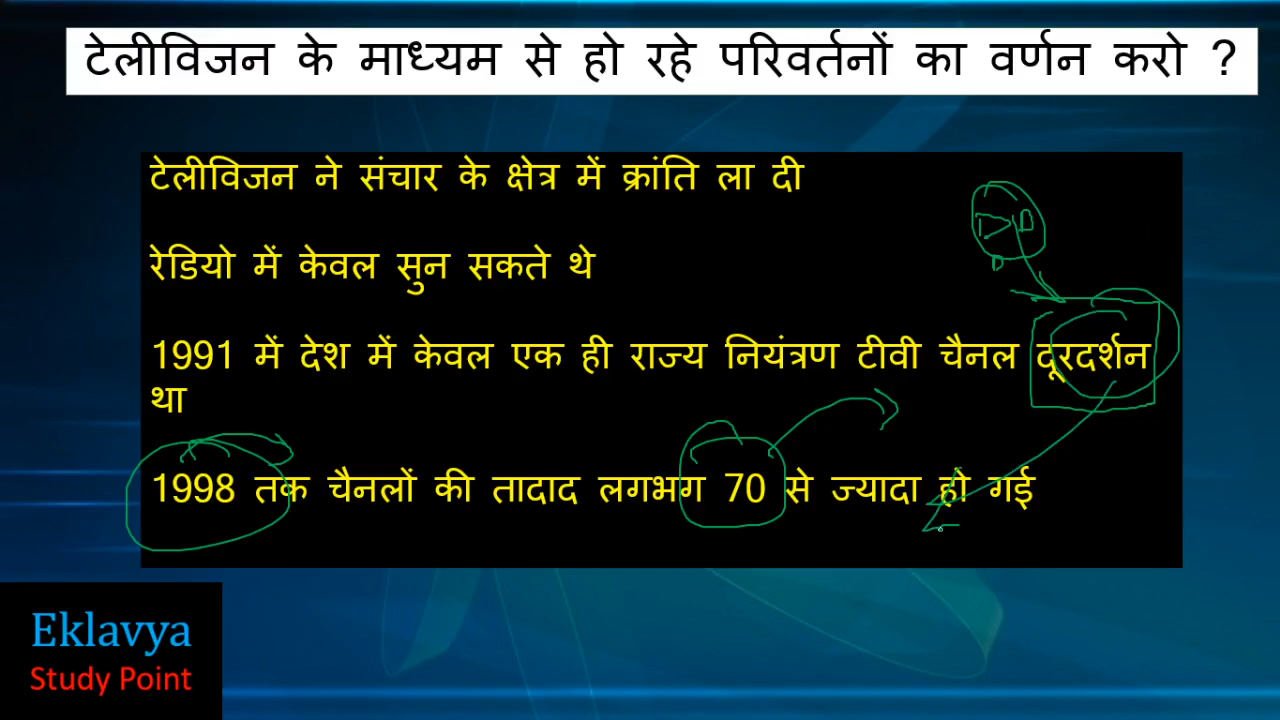 टेलीविजन के माध्यम से हो रहे परिवर्तनों का वर्णन करो ?
टेलीविजन ने संचार के क्षेत्र में क्रांति ला दी
रेडियो में केवल सुन सकते थे
1991 में देश में केवल एक ही राज्य नियंत्रण टीवी चैनल दूरदर्शन
था
1998 तक चैनलों की तादाद लगभग 70 से ज्यादा हो गई
Eklavya
Study Point